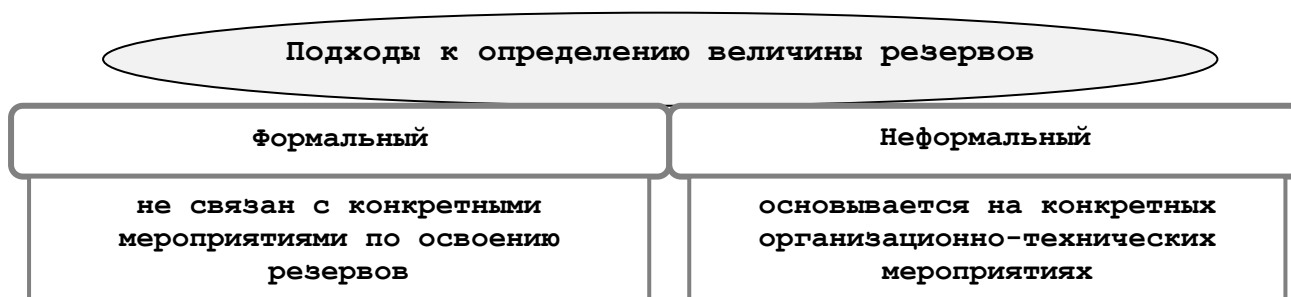 Подходы к определению величины резервов
Формальный
Неформальный
не связан с конкретными
мероприятиями по освоению
резервов
основывается на конкретных
организационно-технических
мероприятиях